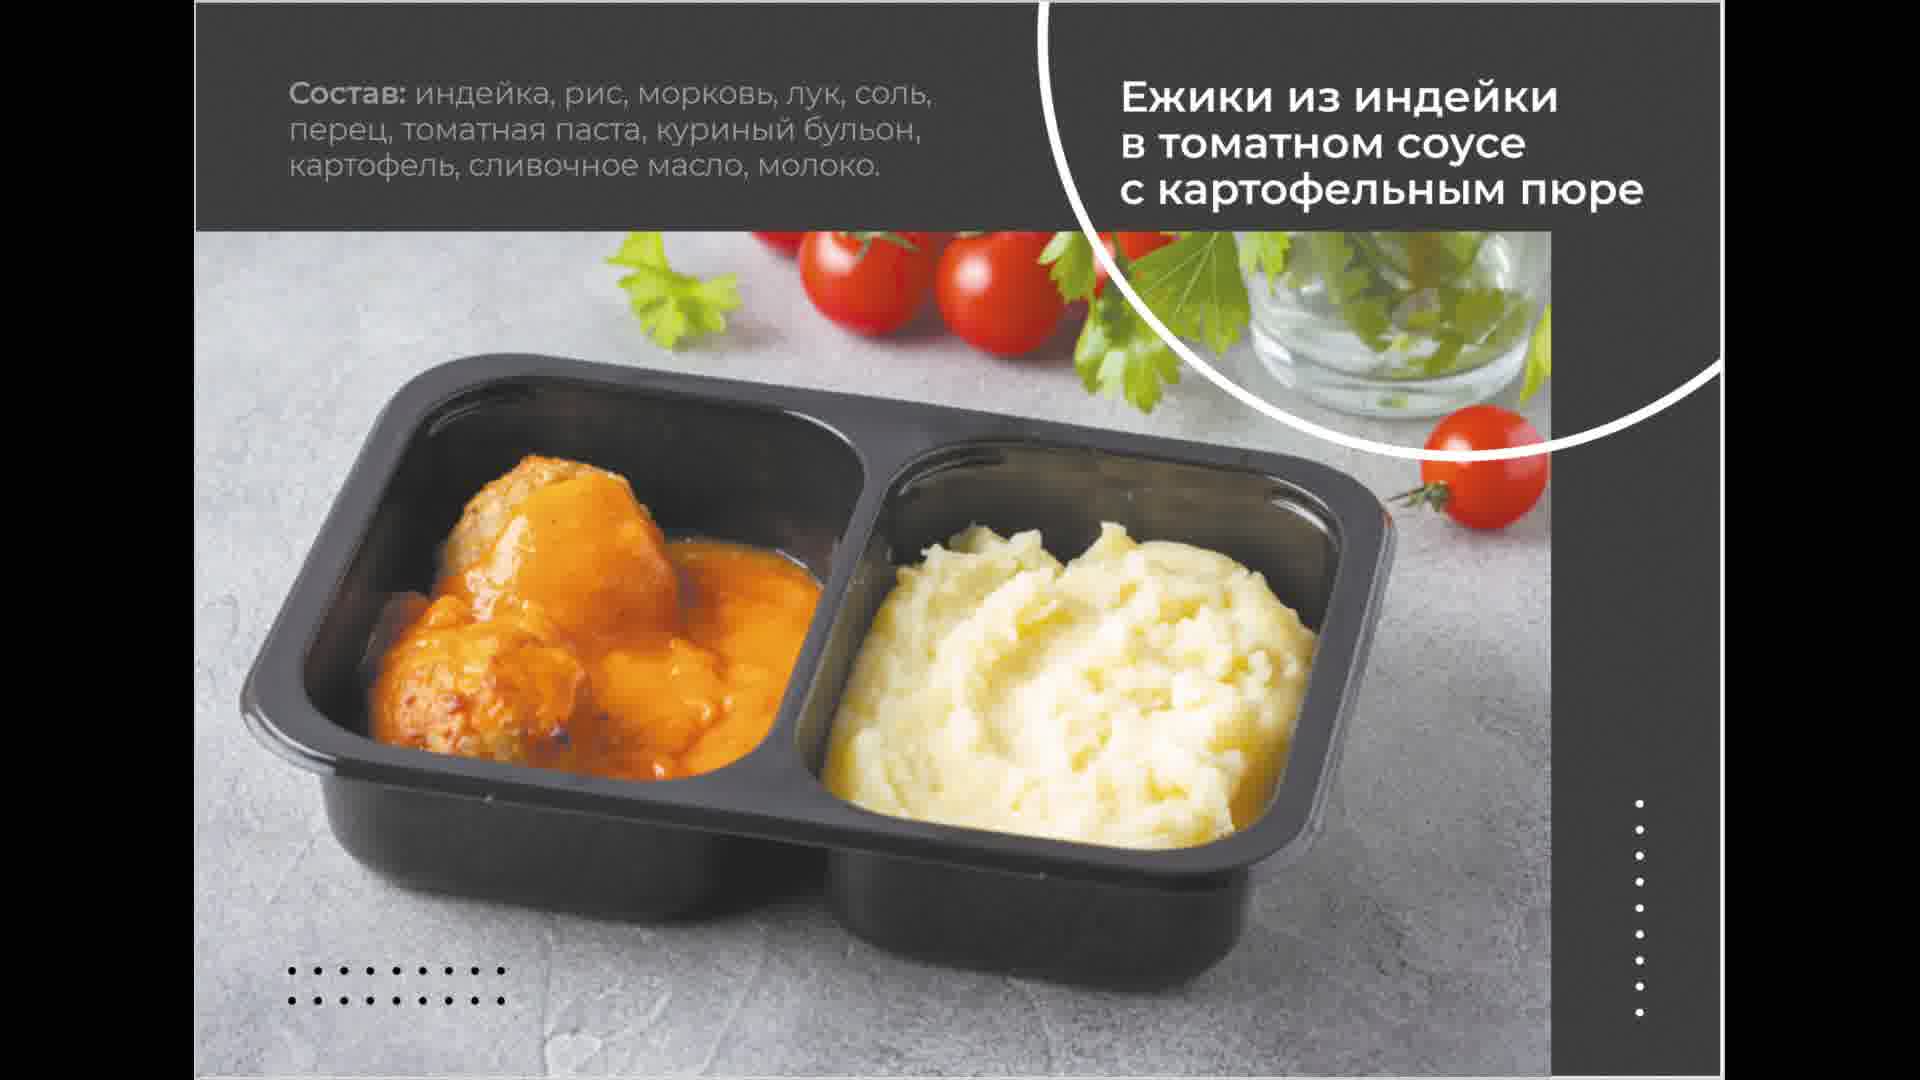 Состав: индейка, рис, морковь, лук, соль,
перец, томатная паста, куриный бульон,
картофель, сливочное масло, молоко.
Ежики из индейки
в томатном соусе
с картофельным пюре